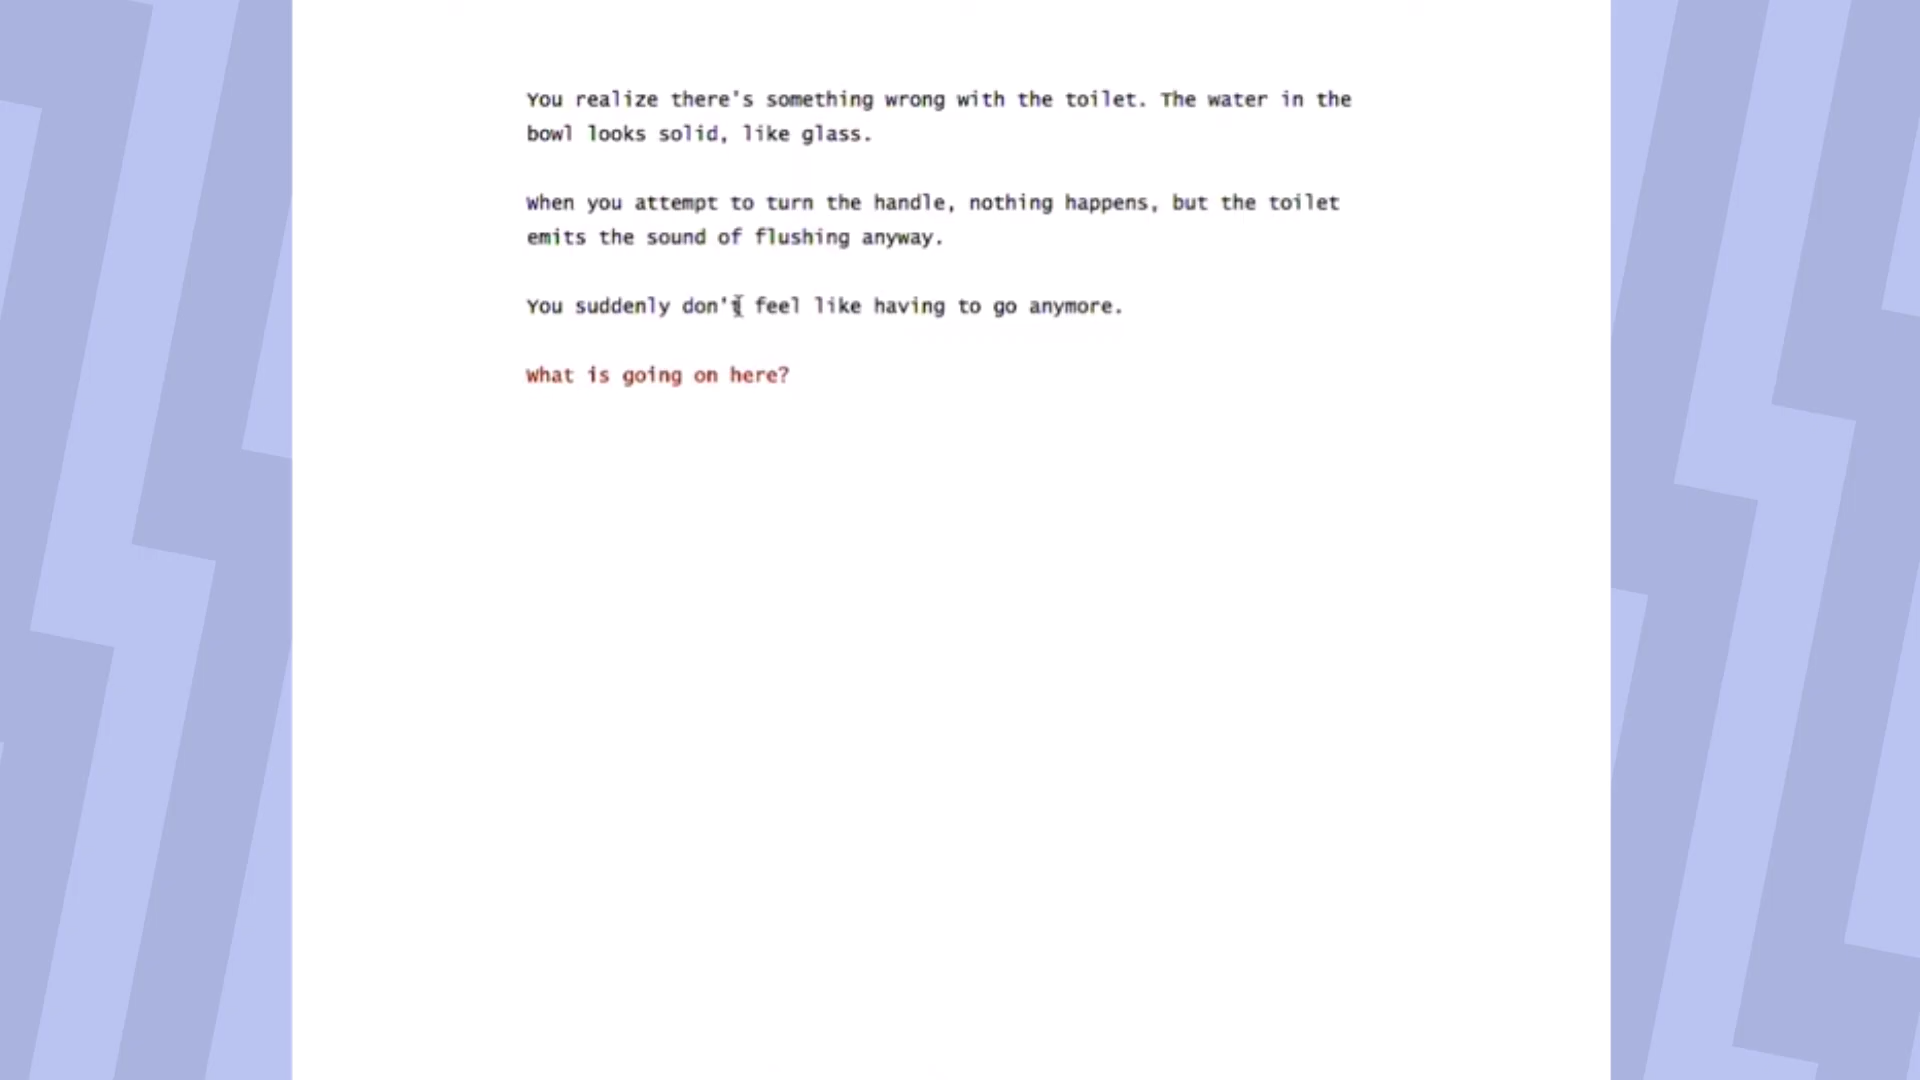 You realize there's something wrong with the toilet. The water in the
bowl looks solid, like glass.
When you attempt to turn the handle, nothing happens, but the toilet
emits the sound of flushing anyway.
You suddenly don't feel like having to go anymore.
What is going on here?